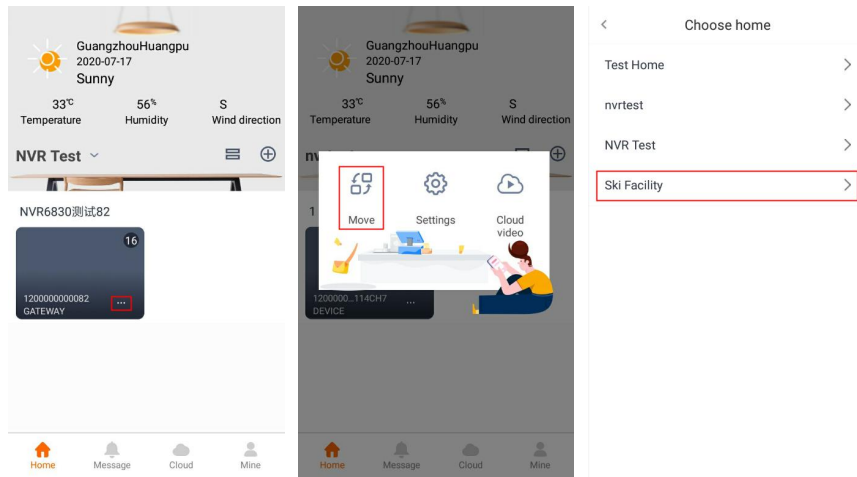 GuangzhouHuangpu
2020-07-17
Sunny
33℃ 56% S
Temperature Humidity Wind direction
NVR Test
NVR6830测试82
16
1200000000082
GATEWAY
Home Message Cloud Mine
GuangzhouHuangpu
2020-07-17
Sunny
33℃ 56% S
Temperature Humidity Wind direction
nv
1
Move Settings Cloud
video
1200000...114CH7
DEVICE
Home Message Cloud Mine
Choose home
Test Home
nvrtest
NVR Test
Ski Facility